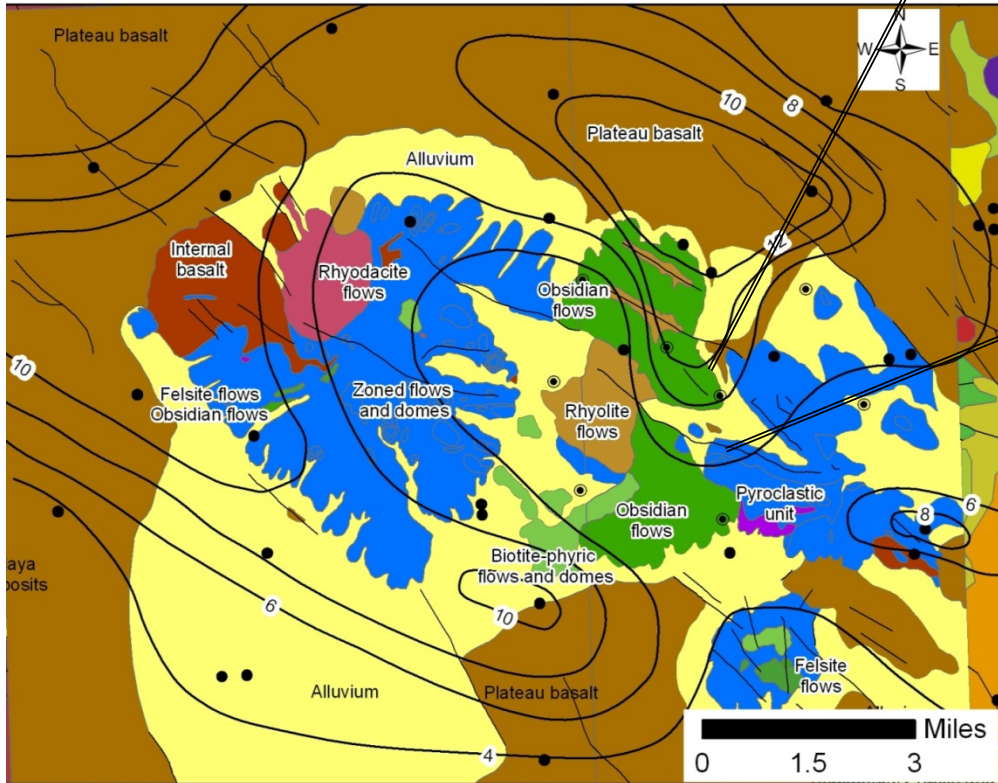 Plateau basalt
N
W E
S
10
8
Plateau basalt
Alluvium
12
Internal
basalt
Rhyodacite
flows
Obsidian
flows
10
Felsite flows
Obsidian flows
Zoned flows
and domes
Rhyolite
flows
Pyroclastic
unit
6
8
Obsidian
flows
Biotite-phyric
flows and domes
10
6
Felsite
flows
Alluvium
Plateau basalt
4
Miles
0 1.5 3